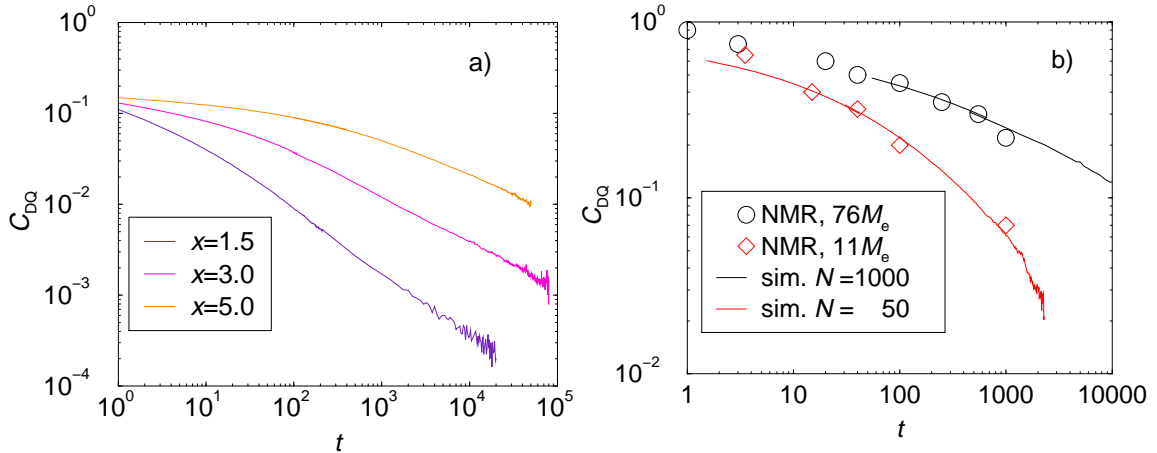 a)
10^0
10^-1
10^-2
10^-3
10^-4
C_DQ
x=1.5
x=3.0
x=5.0
10^0 10^1 10^2 10^3 10^4 10^5
t
b)
10^0
10^-1
10^-2
C_DQ
NMR, 76M_e
NMR, 11M_e
sim. N =1000
sim. N = 50
1 10 100 1000 10000
t